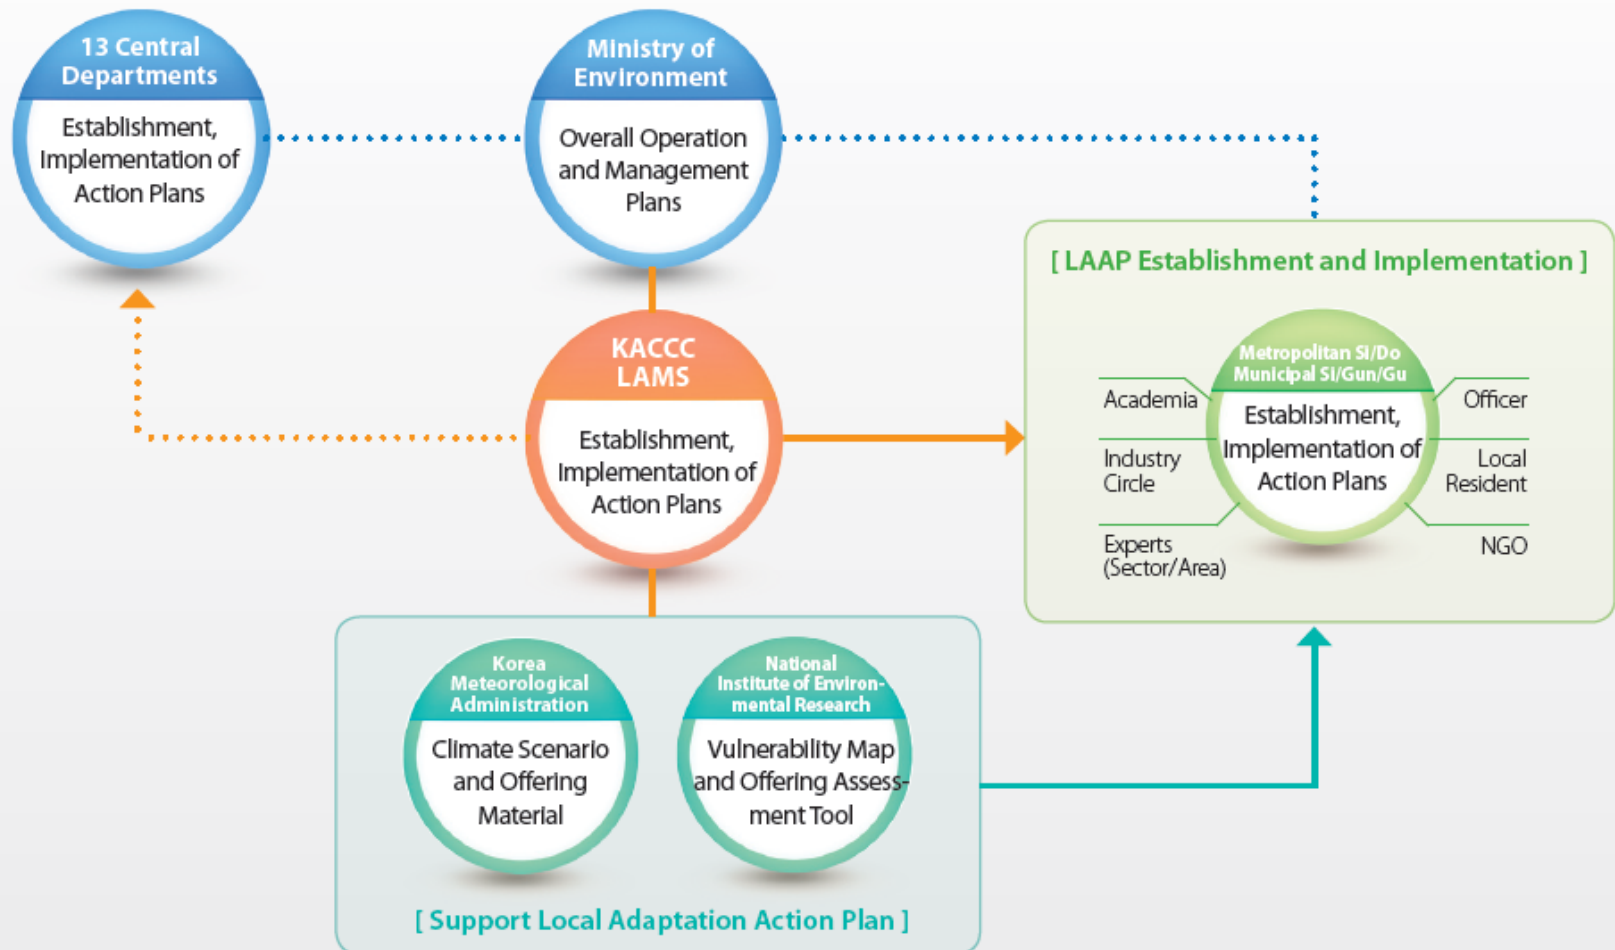 13 Central
Departments
Establishment,
Implementation of
Action Plans
Ministry of
Environment
Overall Operation
and Management
Plans
[ LAAP Establishment and Implementation ]
Metropolitan Si/Do
Municipal Si/Gun/Gu
Establishment,
Implementation of
Action Plans
Academia
Industry
Circle
Experts
(Sector/Area)
Officer
Local
Resident
NGO
KACCC
LAMS
Establishment,
Implementation of
Action Plans
Korea
Meteorological
Administration
Climate Scenario
and Offering
Material
National
Institute of Environ-
mental Research
Vulnerability Map
and Offering Assess-
ment Tool
[ Support Local Adaptation Action Plan ]